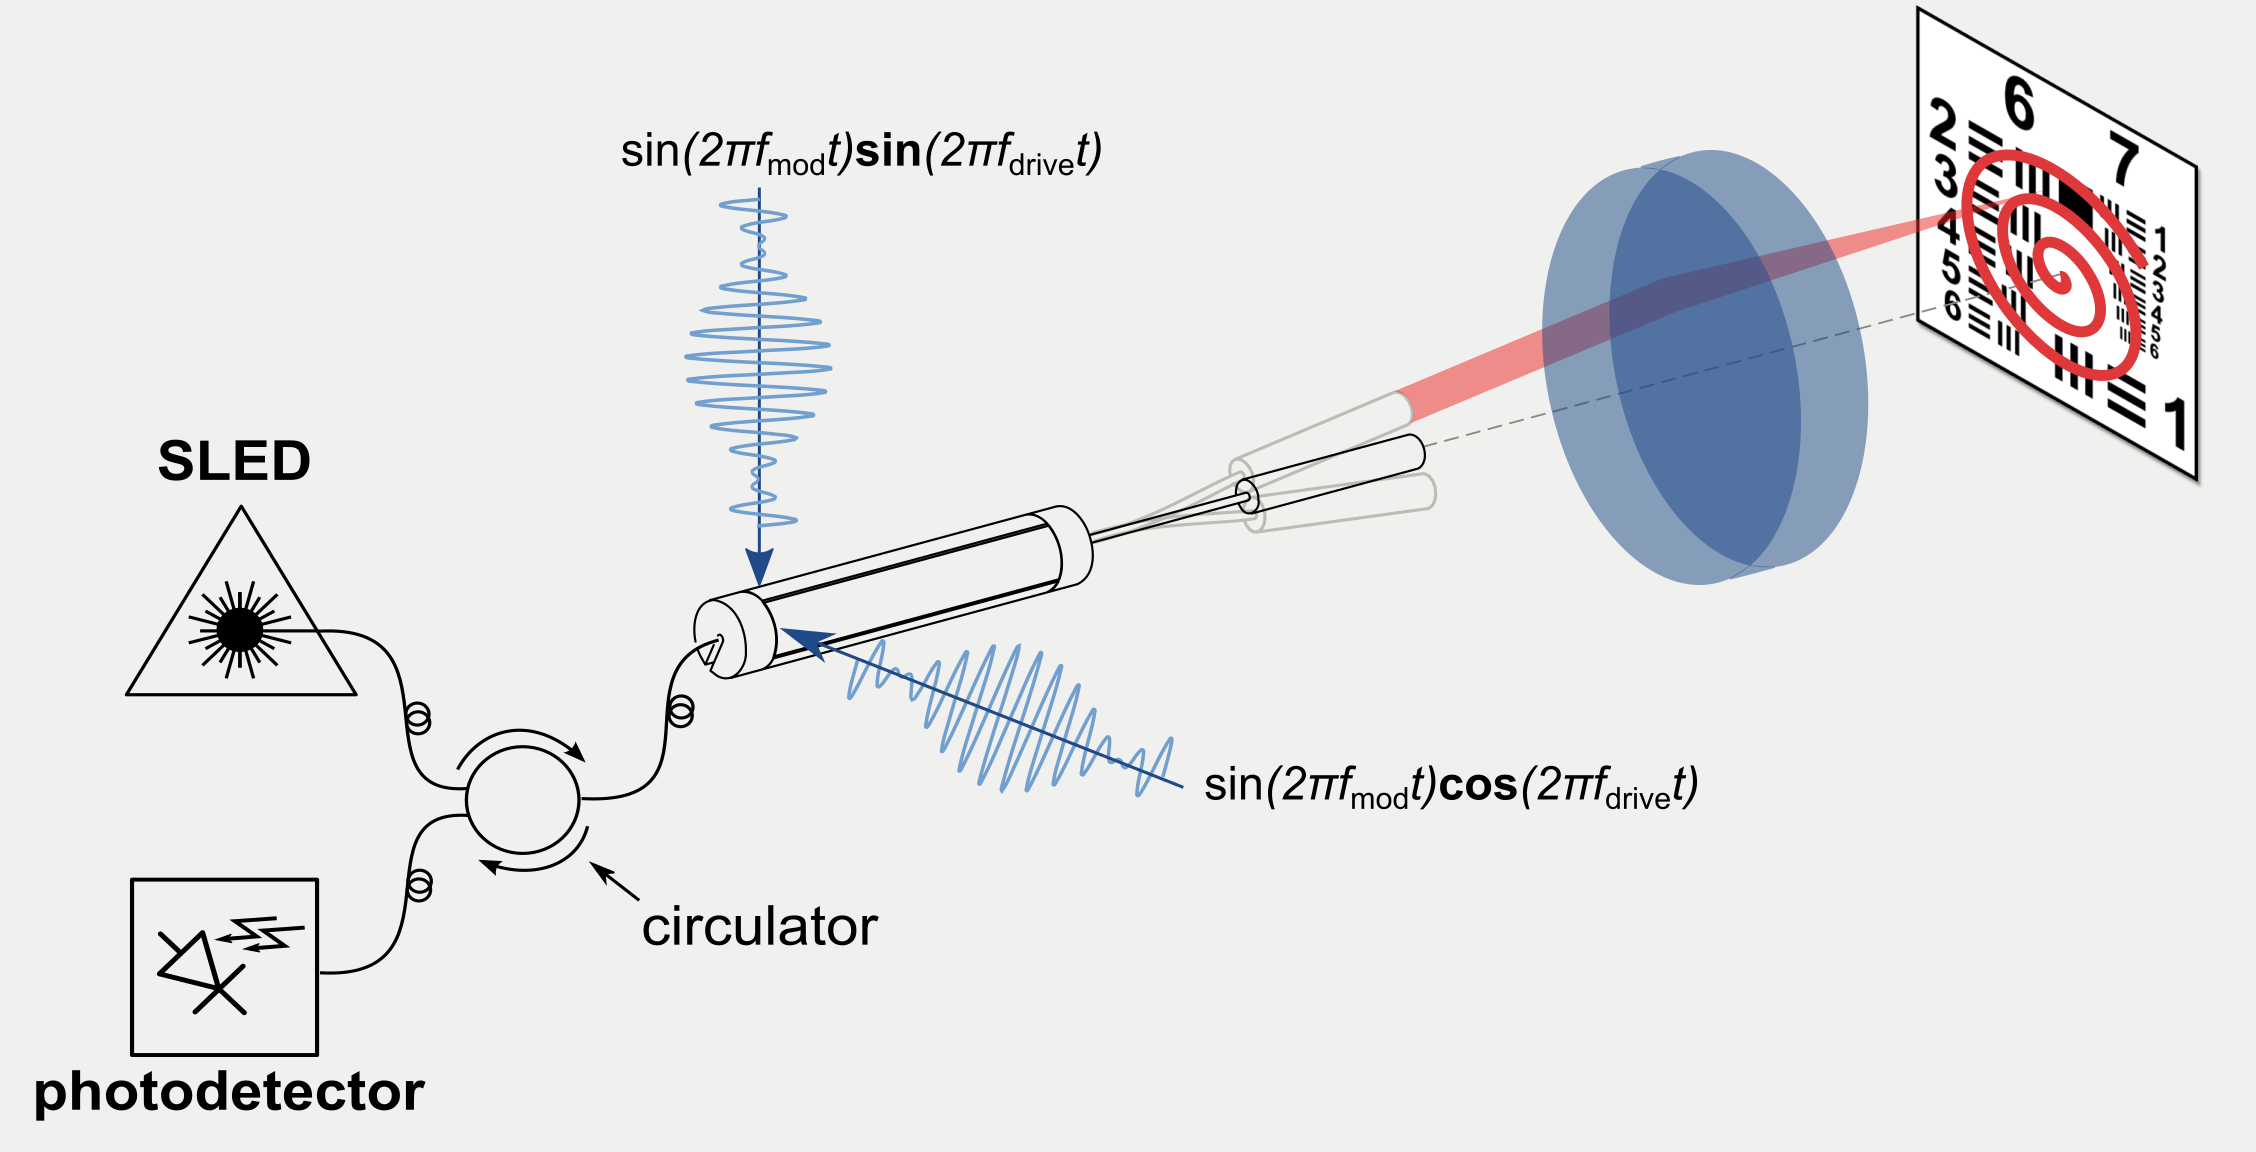 sin(2πf_mod t)sin(2πf_drive t)
SLED
sin(2πf_mod t)cos(2πf_drive t)
circulator
photodetector
6
7
2
3
4
5
6
1
2
3
4
5
6
1